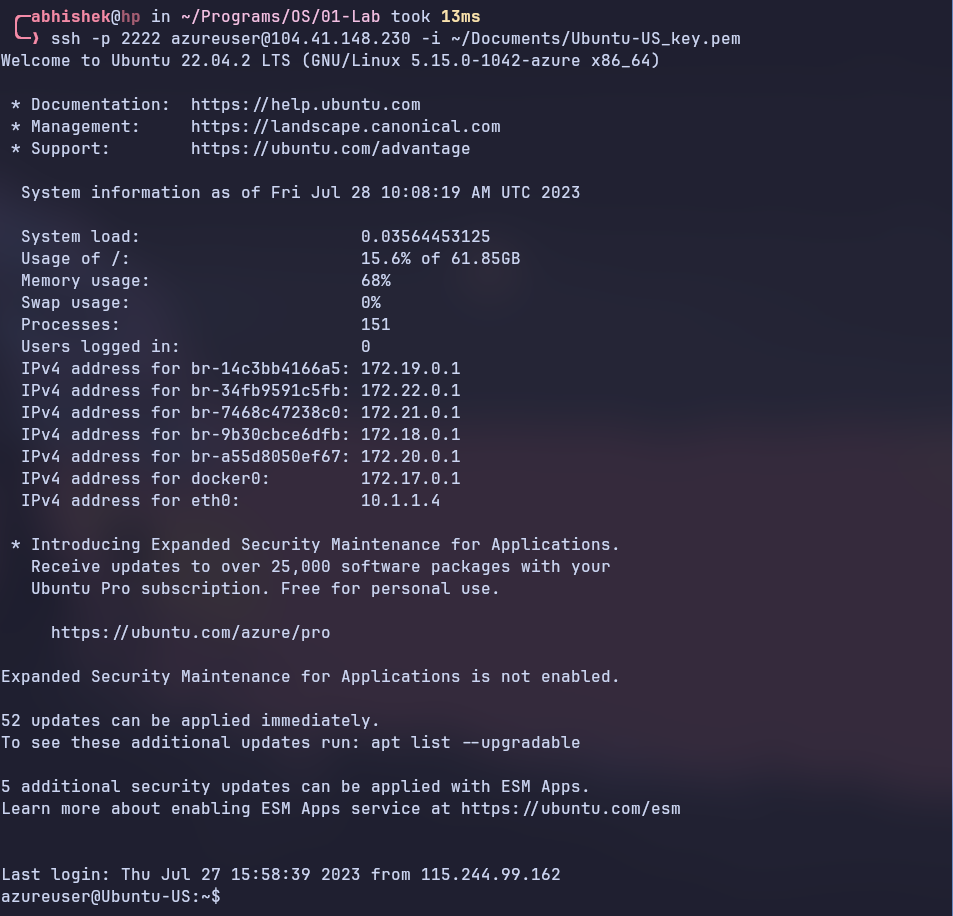 abhishek@hp in ~/Programs/OS/01-Lab took 13ms
❯ ssh -p 2222 azureuser@104.41.148.230 -i ~/Documents/Ubuntu-US_key.pem
Welcome to Ubuntu 22.04.2 LTS (GNU/Linux 5.15.0-1042-azure x86_64)

 * Documentation:  https://help.ubuntu.com
 * Management:     https://landscape.canonical.com
 * Support:        https://ubuntu.com/advantage

  System information as of Fri Jul 28 10:08:19 AM UTC 2023

  System load:                      0.03564453125
  Usage of /:                       15.6% of 61.85GB
  Memory usage:                     68%
  Swap usage:                       0%
  Processes:                        151
  Users logged in:                  0
  IPv4 address for br-14c3bb4166a5: 172.19.0.1
  IPv4 address for br-34fb9591c5fb: 172.22.0.1
  IPv4 address for br-7468c47238c0: 172.21.0.1
  IPv4 address for br-9b30cbce6dfb: 172.18.0.1
  IPv4 address for br-a55d8050ef67: 172.20.0.1
  IPv4 address for docker0:         172.17.0.1
  IPv4 address for eth0:            10.1.1.4

 * Introducing Expanded Security Maintenance for Applications.
   Receive updates to over 25,000 software packages with your
   Ubuntu Pro subscription. Free for personal use.

     https://ubuntu.com/azure/pro

Expanded Security Maintenance for Applications is not enabled.

52 updates can be applied immediately.
To see these additional updates run: apt list --upgradable

5 additional security updates can be applied with ESM Apps.
Learn more about enabling ESM Apps service at https://ubuntu.com/esm

Last login: Thu Jul 27 15:58:39 2023 from 115.244.99.162
azureuser@Ubuntu-US:~$